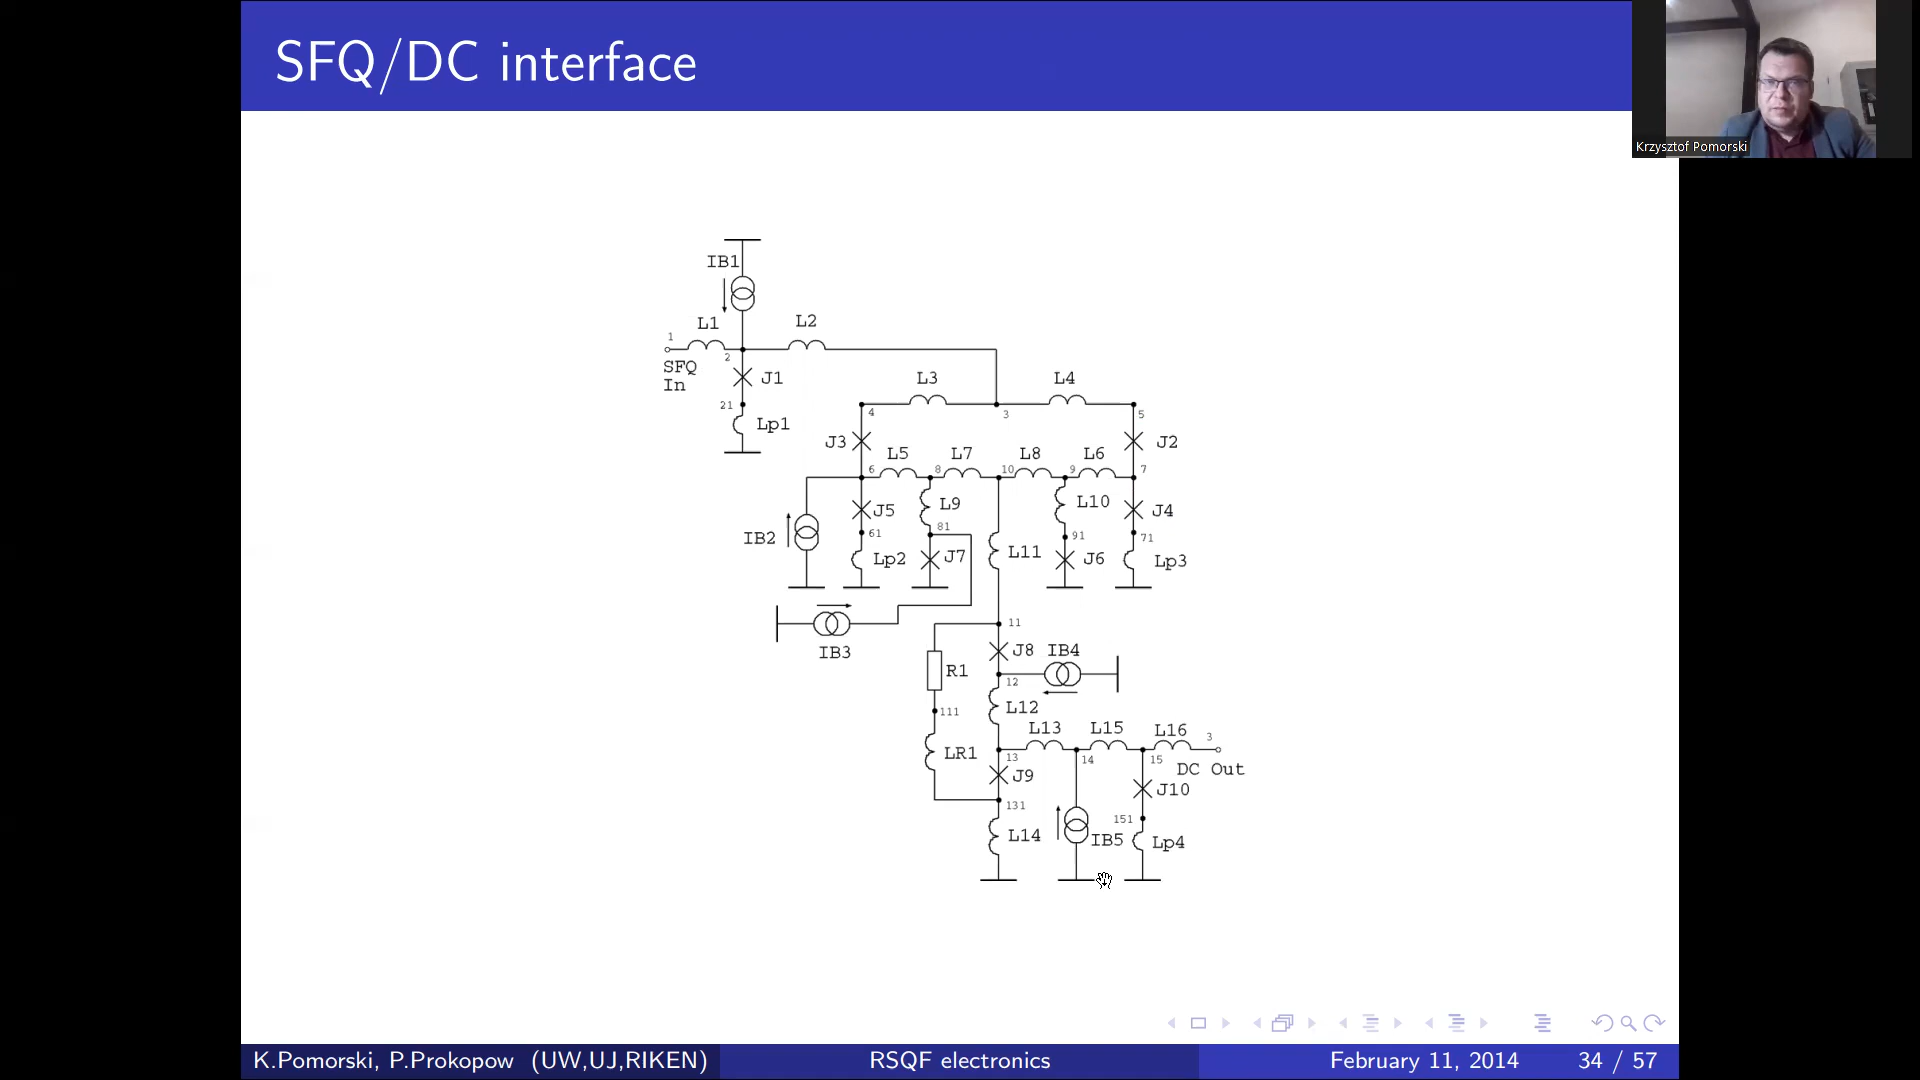 SFQ/DC interface
Krzysztof Pomorski
IB1
L1
L2
1
2
SFQ
In
J1
21
Lp1
L3
L4
4
3
5
J3
J2
L5
L7
L8
L6
6
8
10
9
7
J5
L9
L10
J4
IB2
61
81
91
71
Lp2
J7
L11
J6
Lp3
IB3
11
J8
IB4
R1
12
111
L12
L13
L15
L16
3
LR1
13
14
15
DC Out
J9
J10
131
151
L14
IB5
Lp4
K.Pomorski, P.Prokopow (UW,UJ,RIKEN)
RSQF electronics
February 11, 2014
34 / 57